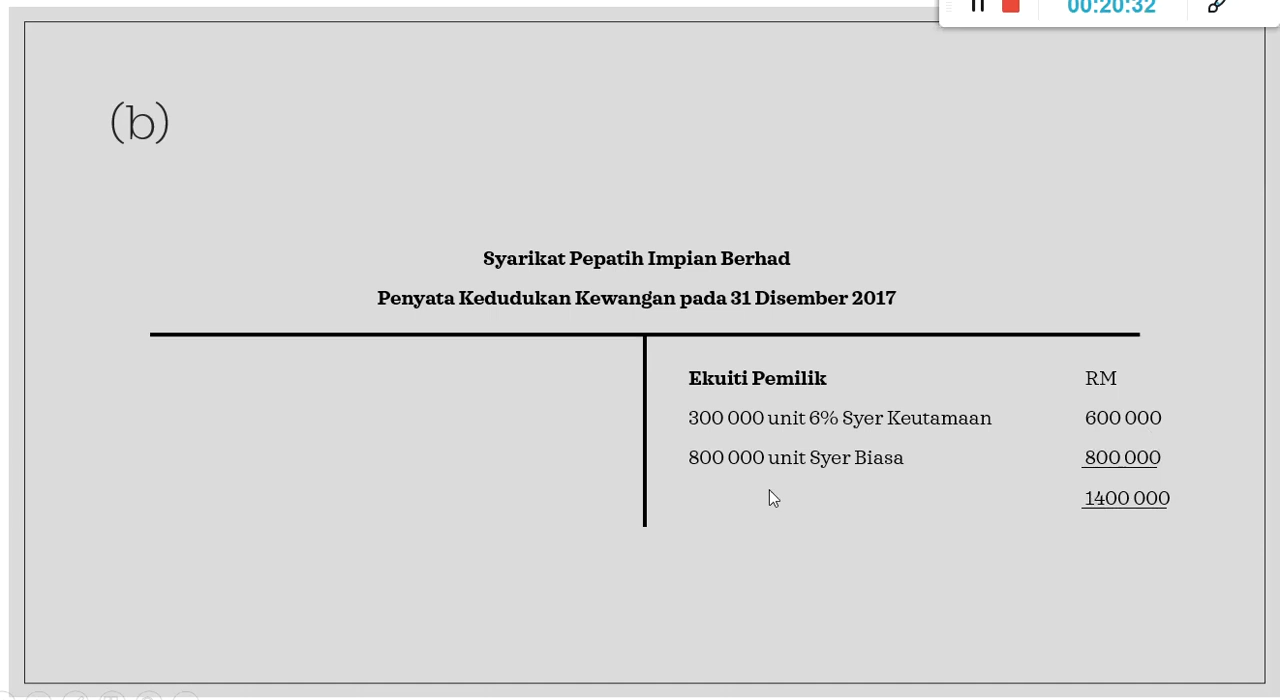 00:20:32
(b)
Syarikat Pepatih Impian Berhad
Penyata Kedudukan Kewangan pada 31 Disember 2017
Ekuiti Pemilik RM
300 000 unit 6% Syer Keutamaan 600 000
800 000 unit Syer Biasa 800 000
1400 000